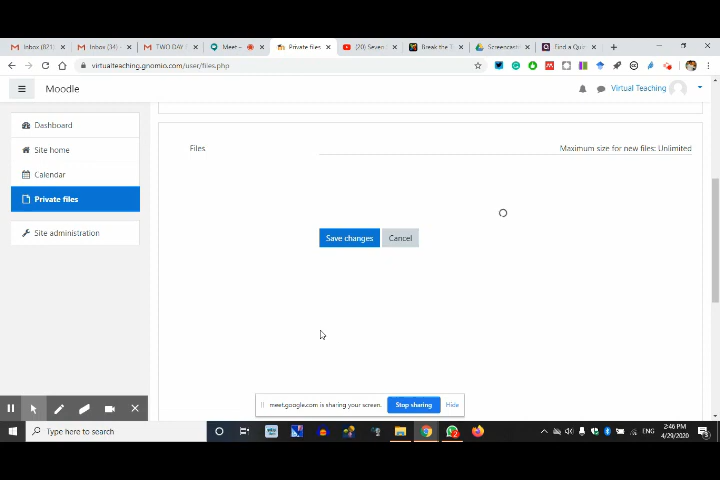 Inbox (821)
Inbox (34) -
TWO DAY
Meet –
Private files
(20) Seven
Break the T
Screencast
Find a Quiz
virtualteaching.gnomio.com/user/files.php
Moodle
Virtual Teaching
Dashboard
Site home
Calendar
Private files
Site administration
Files
Maximum size for new files: Unlimited
Save changes
Cancel
meet.google.com is sharing your screen.
Stop sharing
Hide
Type here to search
ENG
2:46 PM
4/29/2020